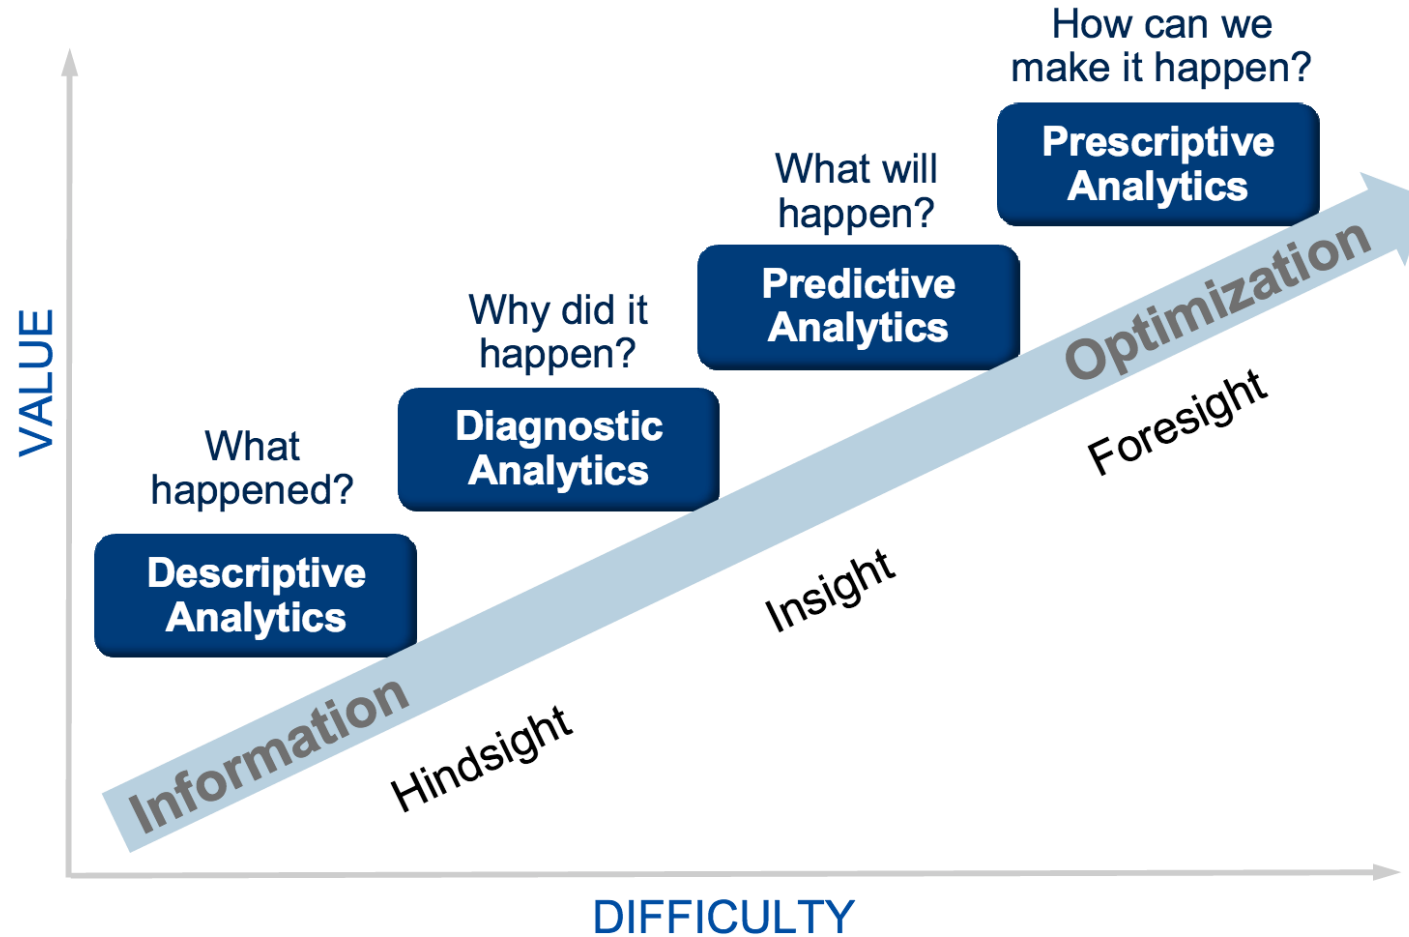 How can we
make it happen?
Prescriptive
Analytics
What will
happen?
Predictive
Analytics
Why did it
happen?
Diagnostic
Analytics
What
happened?
Descriptive
Analytics
VALUE
Information
Optimization
Hindsight
Insight
Foresight
DIFFICULTY